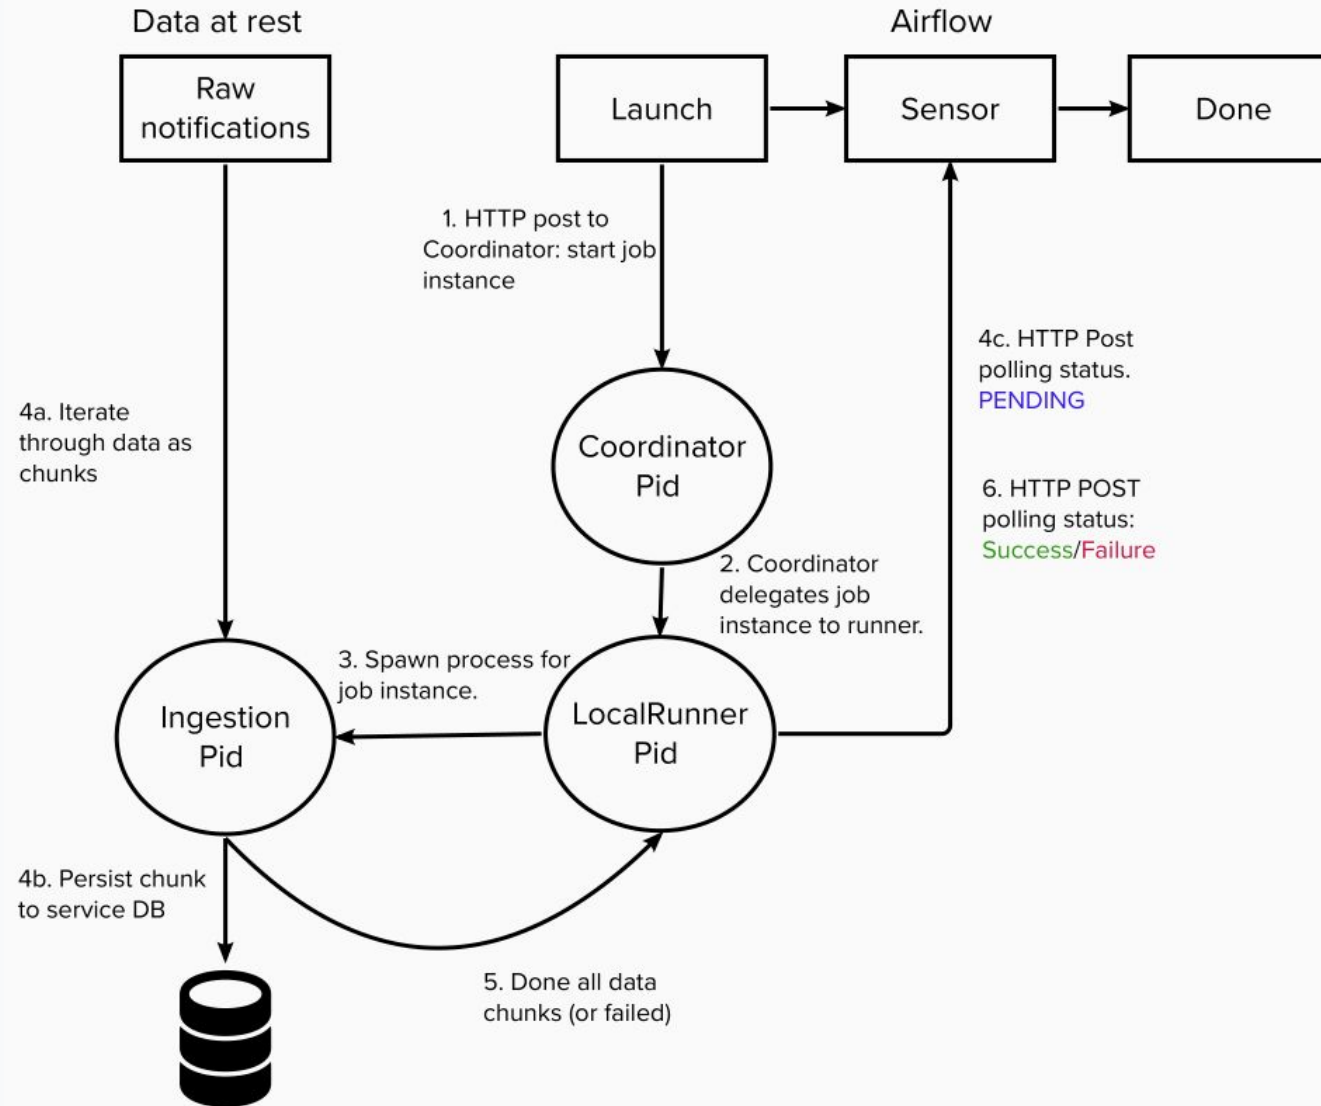 Data at rest
Airflow
Raw
notifications
Launch
Sensor
Done
1. HTTP post to
Coordinator: start job
instance
4c. HTTP Post
polling status.
PENDING
4a. Iterate
through data as
chunks
Coordinator
Pid
6. HTTP POST
polling status:
Success/Failure
2. Coordinator
delegates job
instance to runner.
3. Spawn process for
job instance.
Ingestion
Pid
LocalRunner
Pid
4b. Persist chunk
to service DB
5. Done all data
chunks (or failed)